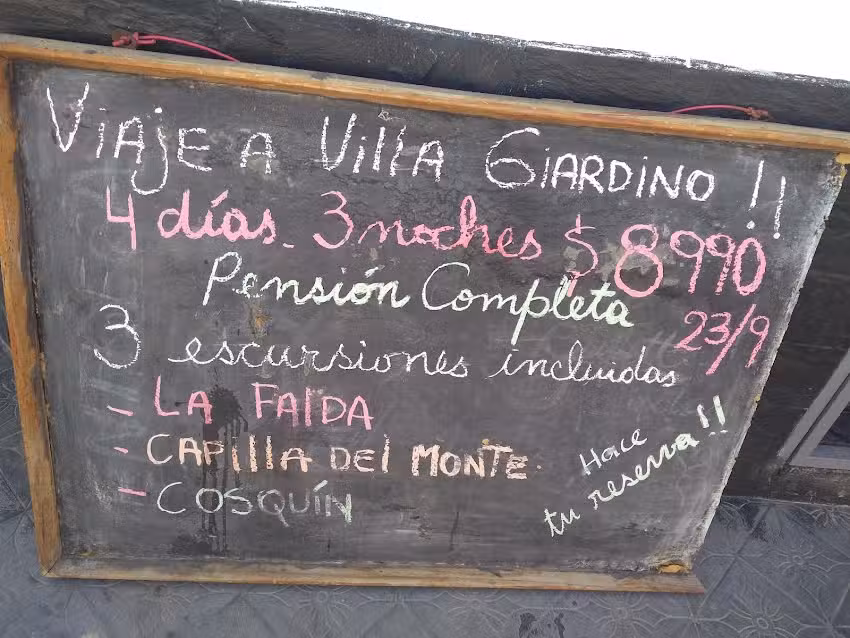 Viaje a Villa Giardino !!
4 días. 3 noches $ 8990
Pensión Completa
23/9
3 escursiones incluidas
- La Falda
- Capilla del Monte.
- Cosquín
Hace
tu reserva!!